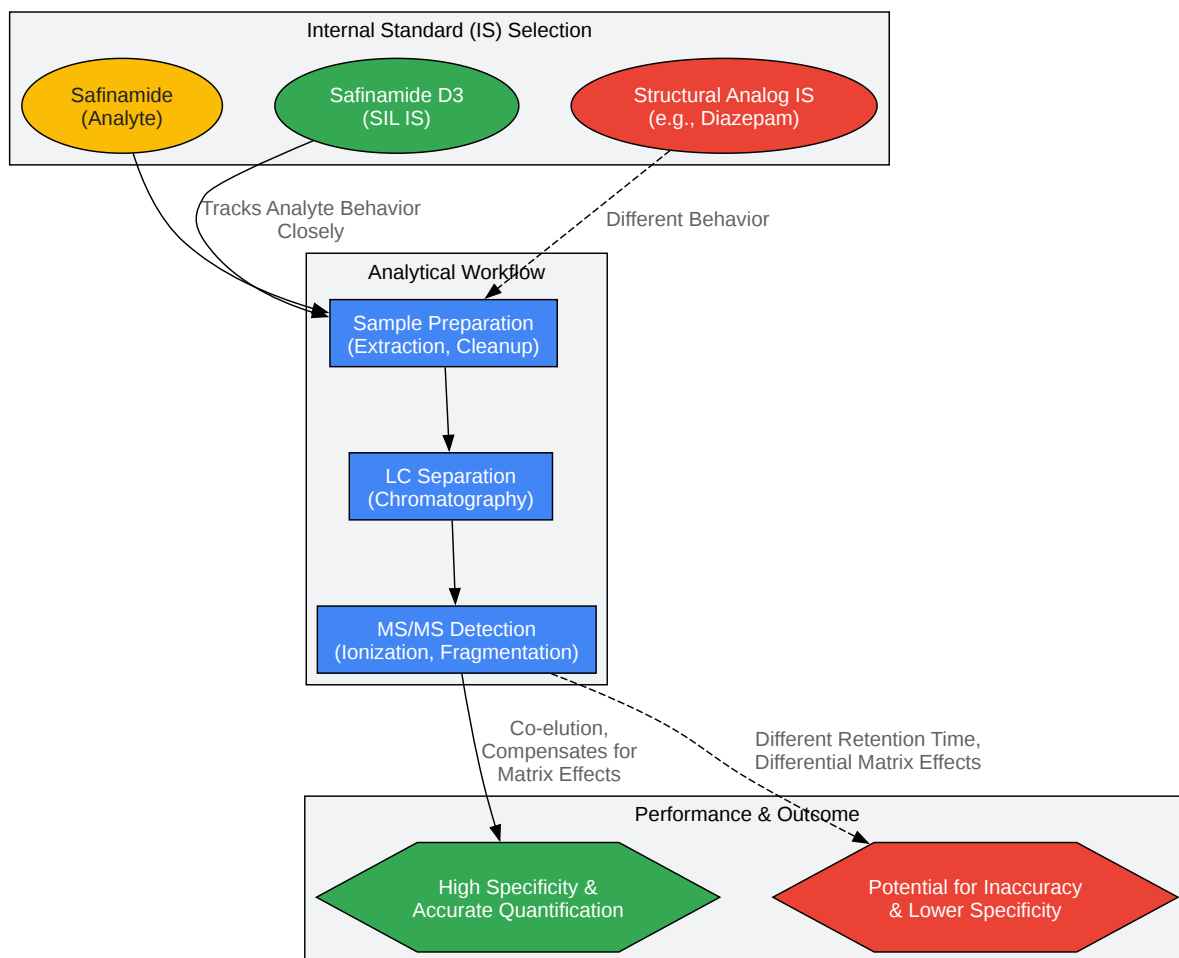 Internal Standard (IS) Selection
Safinamide
(Analyte)
Safinamide D3
(SIL IS)
Structural Analog IS
(e.g., Diazepam)
Tracks Analyte Behavior
Closely
Different Behavior
Analytical Workflow
Sample Preparation
(Extraction, Cleanup)
LC Separation
(Chromatography)
MS/MS Detection
(Ionization, Fragmentation)
Co-elution,
Compensates for
Matrix Effects
Different Retention Time,
Differential Matrix Effects
Performance & Outcome
High Specificity &
Accurate Quantification
Potential for Inaccuracy
& Lower Specificity